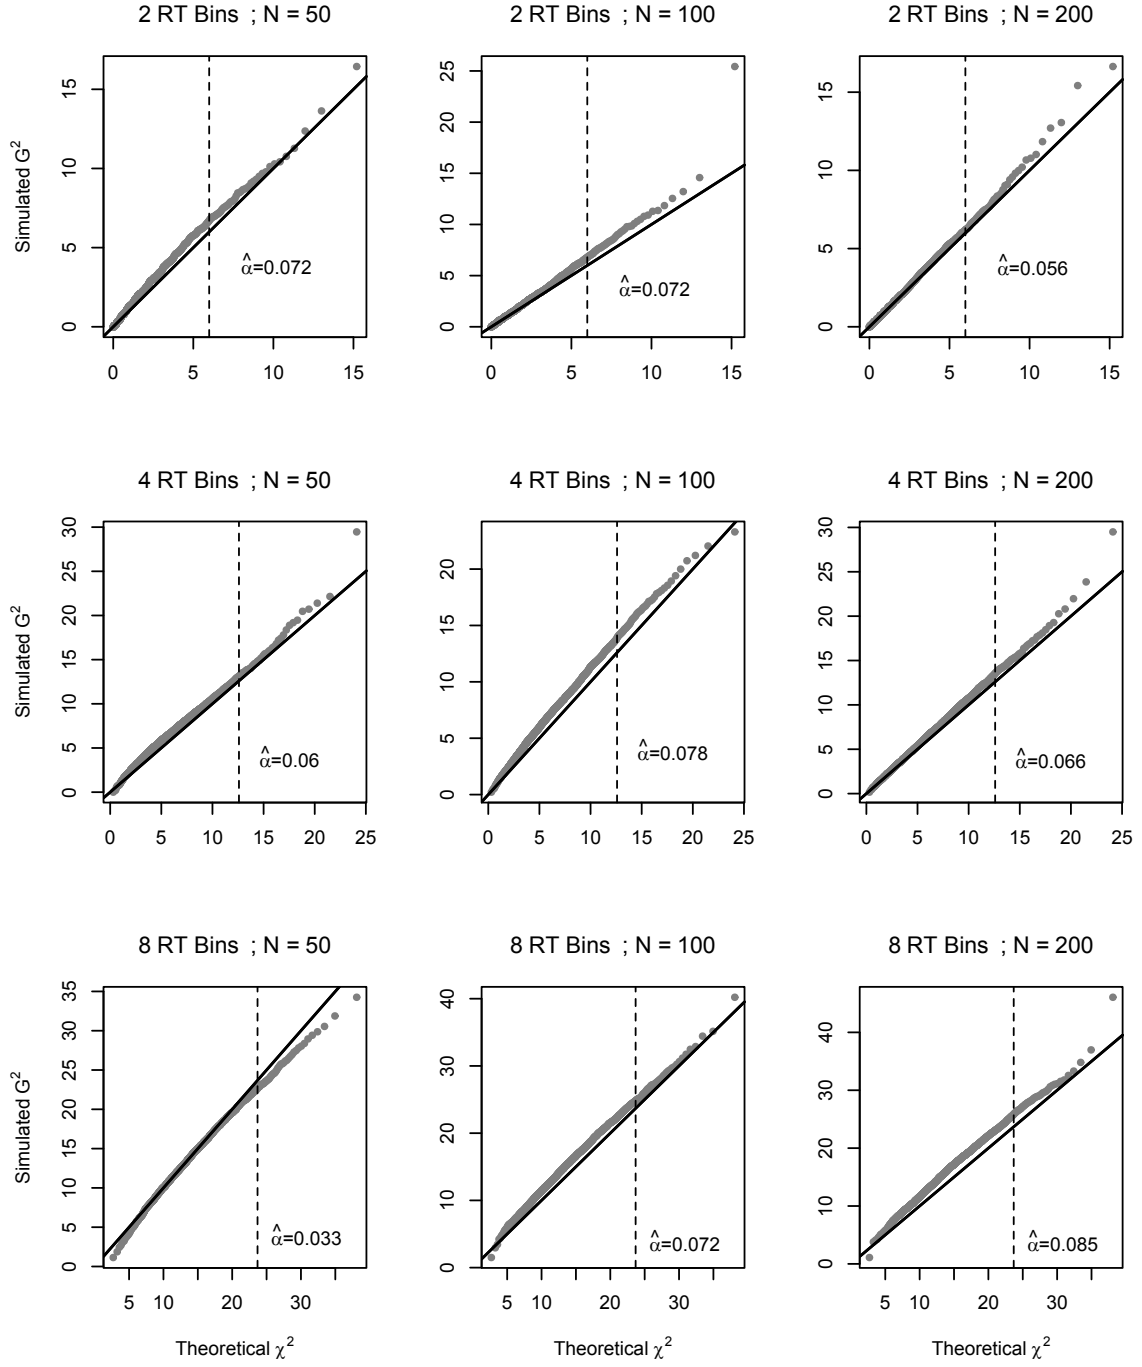 2 RT Bins ; N = 50
2 RT Bins ; N = 100
2 RT Bins ; N = 200
Simulated G²
0 5 10 15
0 5 10 15
α̂=0.072
0 5 10 15 20 25
0 5 10 15
α̂=0.072
0 5 10 15
0 5 10 15
α̂=0.056
4 RT Bins ; N = 50
4 RT Bins ; N = 100
4 RT Bins ; N = 200
Simulated G²
0 5 10 15 20 25 30
0 5 10 15 20 25
α̂=0.06
0 5 10 15 20
0 5 10 15 20 25
α̂=0.078
0 5 10 15 20 25 30
0 5 10 15 20 25
α̂=0.066
8 RT Bins ; N = 50
8 RT Bins ; N = 100
8 RT Bins ; N = 200
Simulated G²
0 5 10 15 20 25 30 35
5 10 20 30
α̂=0.033
0 10 20 30 40
5 10 20 30
α̂=0.072
0 10 20 30 40
5 10 20 30
α̂=0.085
Theoretical χ²
Theoretical χ²
Theoretical χ²